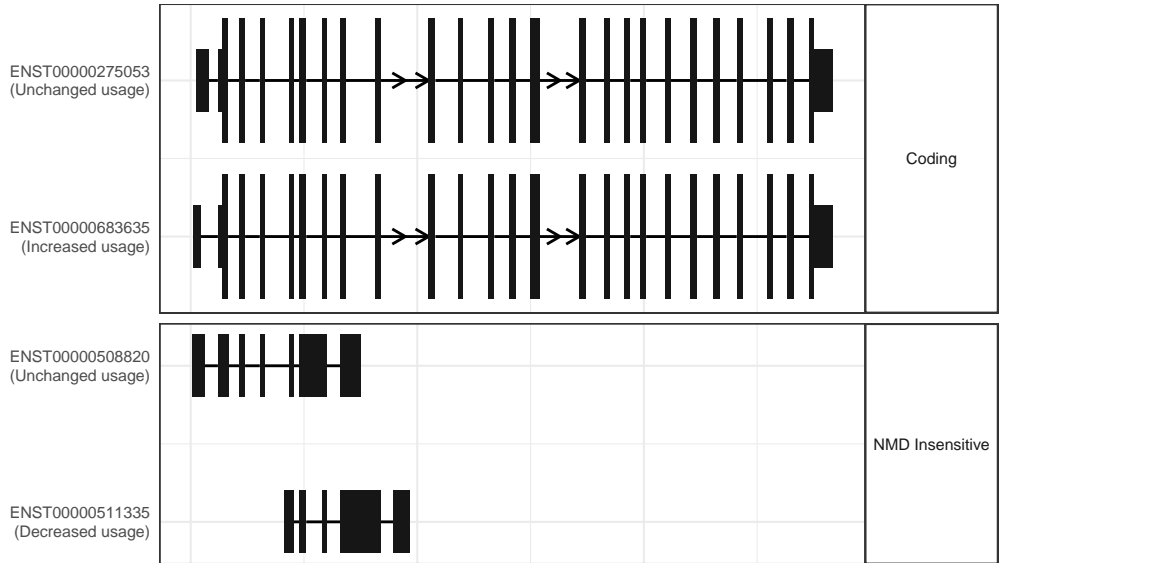 ENST00000275053
(Unchanged usage)
Coding
ENST00000683635
(Increased usage)
ENST00000508820
(Unchanged usage)
NMD Insensitive
ENST00000511335
(Decreased usage)